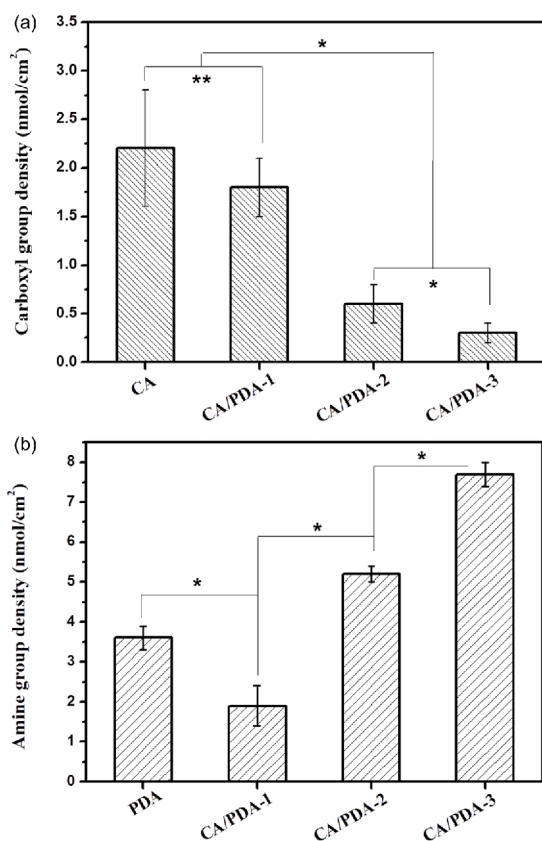 (a)
Carboxyl group density (nmol/cm²)
3.5
3.0
2.5
2.0
1.5
1.0
0.5
0.0
*
**
*
CA
CA/PDA-1
CA/PDA-2
CA/PDA-3
(b)
Amine group density (nmol/cm²)
8
7
6
5
4
3
2
1
0
*
*
*
PDA
CA/PDA-1
CA/PDA-2
CA/PDA-3